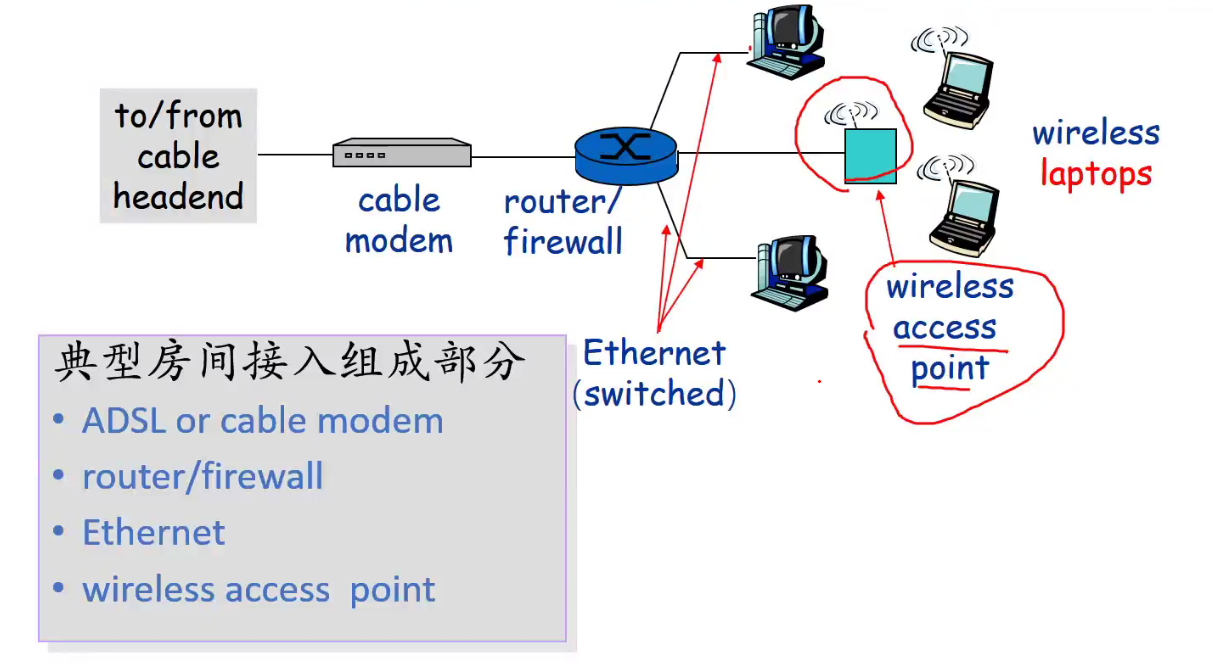 to/from
cable
headend
cable
modem
router/
firewall
wireless
laptops
wireless
access
point
Ethernet
(switched)
典型房间接入组成部分
• ADSL or cable modem
• router/firewall
• Ethernet
• wireless access point